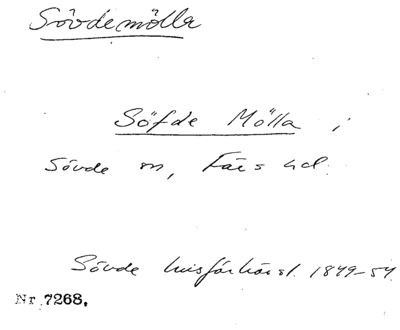 Sövdemölla
Söfde Mölla i
Sövde sn, Färs hd.
Sövde husförhörsl. 1849-54.
Nr 7268.